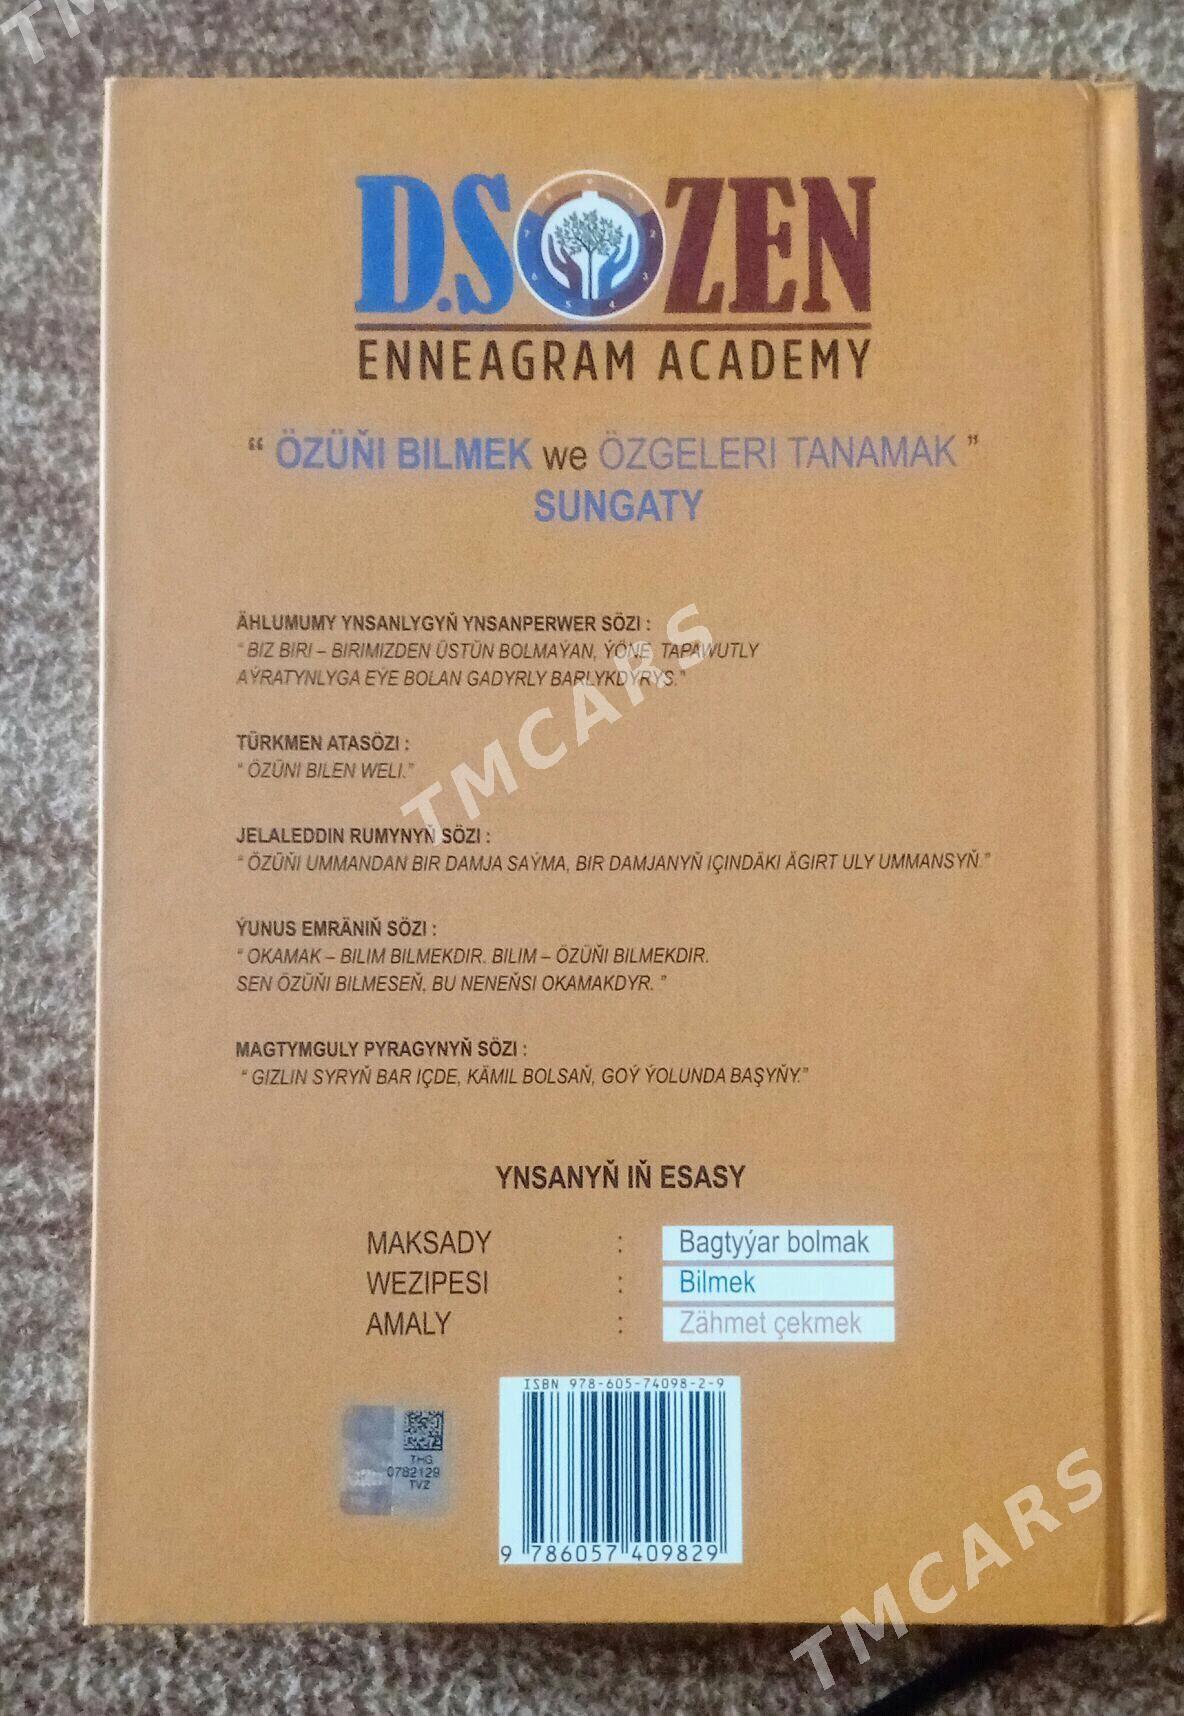 D.SOZEN
ENNEAGRAM ACADEMY
“ ÖZÜŇI BILMEK we ÖZGELERI TANAMAK ”
SUNGATY
ÄHLUMUMY YNSANLYGYŇ YNSANPERWER SÖZI :
“ BIZ BIRI – BIRIMIZDEN ÜSTÜN BOLMAÝAN, ÝÖNE TAPAWUTLY
AÝRATYNLYGA EÝE BOLAN GADYRLY BARLYKDYRYS.”
TÜRKMEN ATASÖZI :
“ ÖZÜNI BILEN WELI.”
JELALEDDIN RUMYNYŇ SÖZI :
“ ÖZÜŇI UMMANDAN BIR DAMJA SAÝMA, BIR DAMJANYŇ IÇINDÄKI ÄGIRT ULY UMMANSYŇ.”
ÝUNUS EMRÄNIŇ SÖZI :
“ OKAMAK – BILIM BILMEKDIR. BILIM – ÖZÜŇI BILMEKDIR.
SEN ÖZÜŇI BILMESEŇ, BU NENEŇSI OKAMAKDYR. ”
MAGTYMGULY PYRAGYNYŇ SÖZI :
“ GIZLIN SYRYŇ BAR IÇDE, KÄMIL BOLSAŇ, GOÝ ÝOLUNDA BAŞYŇY.”
YNSANYŇ IŇ ESASY
MAKSADY : Bagtyýar bolmak
WEZIPESI : Bilmek
AMALY : Zähmet çekmek
ISBN 978-605-74098-2-9
THG
0782129
TVZ
9 786057 409829
TMCARS
TMCARS